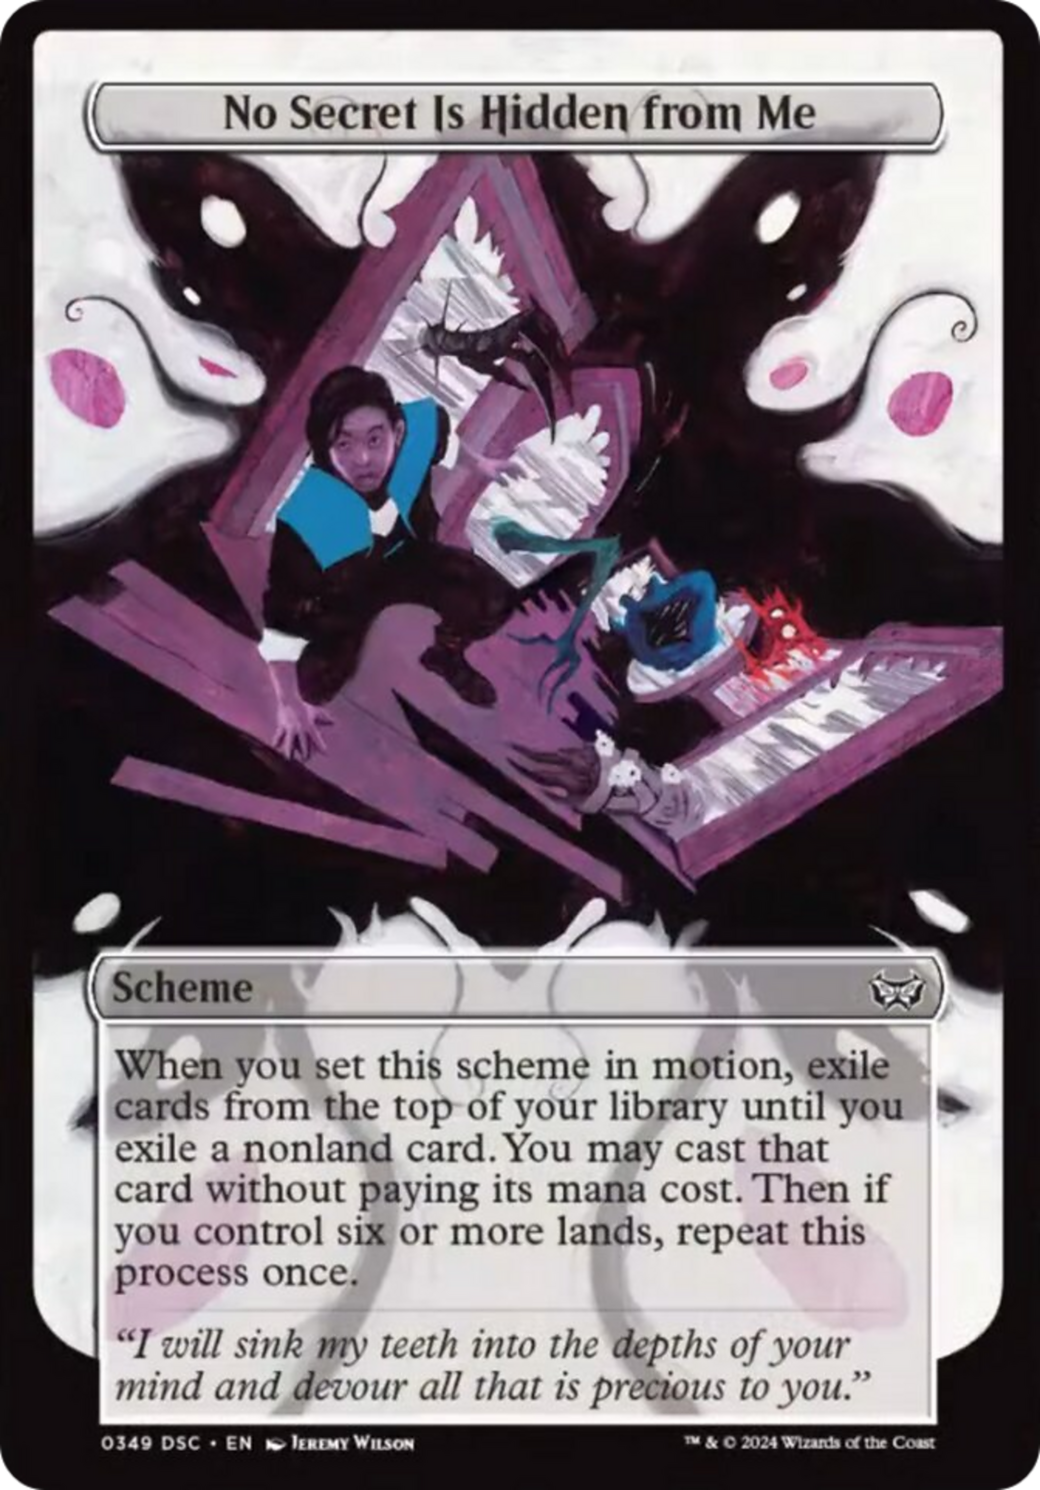 No Secret Is Hidden from Me
Scheme
When you set this scheme in motion, exile
cards from the top of your library until you
exile a nonland card. You may cast that
card without paying its mana cost. Then if
you control six or more lands, repeat this
process once.
“I will sink my teeth into the depths of your
mind and devour all that is precious to you.”
0349 DSC • EN Jeremy Wilson
™ & © 2024 Wizards of the Coast